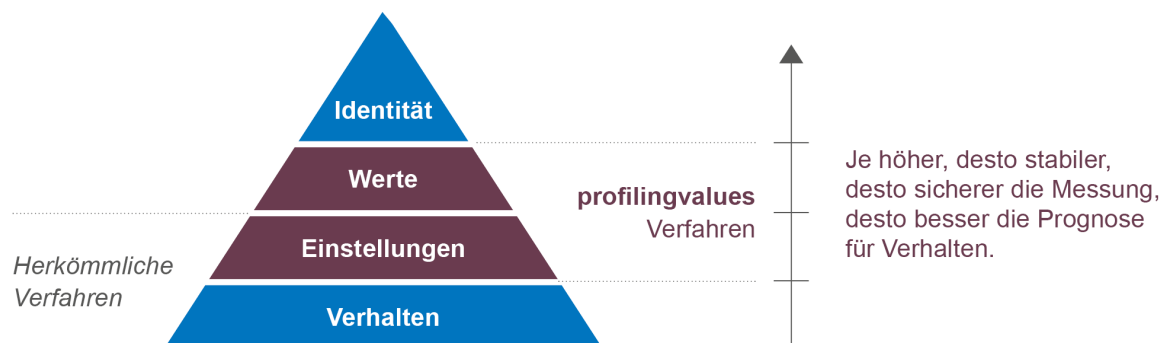 Identität
Werte
Einstellungen
Verhalten
Herkömmliche
Verfahren
profilingvalues
Verfahren
Je höher, desto stabiler,
desto sicherer die Messung,
desto besser die Prognose
für Verhalten.